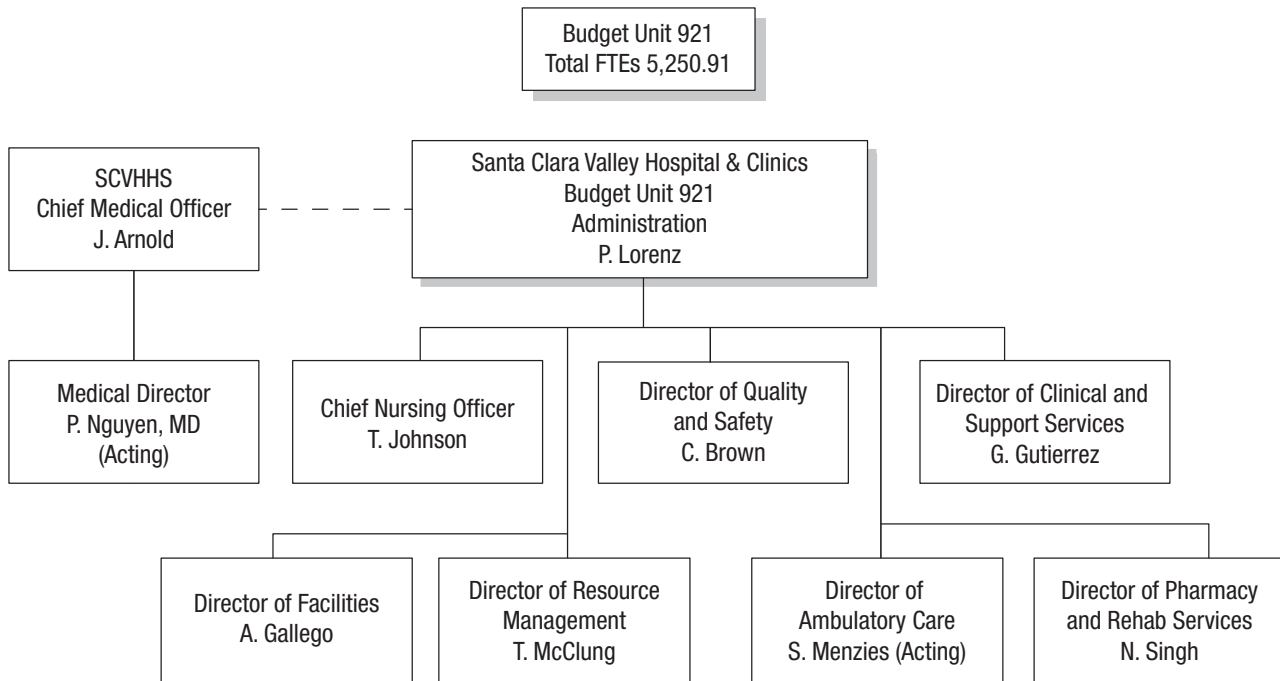 Budget Unit 921
Total FTEs 5,250.91
SCVHHS
Chief Medical Officer
J. Arnold
Santa Clara Valley Hospital & Clinics
Budget Unit 921
Administration
P. Lorenz
Medical Director
P. Nguyen, MD
(Acting)
Chief Nursing Officer
T. Johnson
Director of Quality
and Safety
C. Brown
Director of Clinical and
Support Services
G. Gutierrez
Director of Facilities
A. Gallego
Director of Resource
Management
T. McClung
Director of
Ambulatory Care
S. Menzies (Acting)
Director of Pharmacy
and Rehab Services
N. Singh